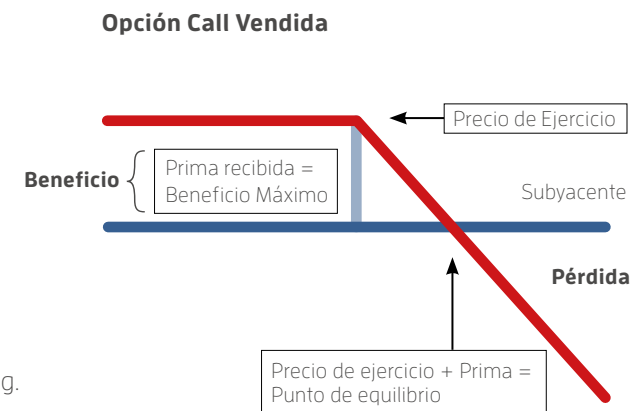 Opción Call Vendida
Precio de Ejercicio
Beneficio
Prima recibida =
Beneficio Máximo
Subyacente
Pérdida
Precio de ejercicio + Prima =
Punto de equilibrio
g.